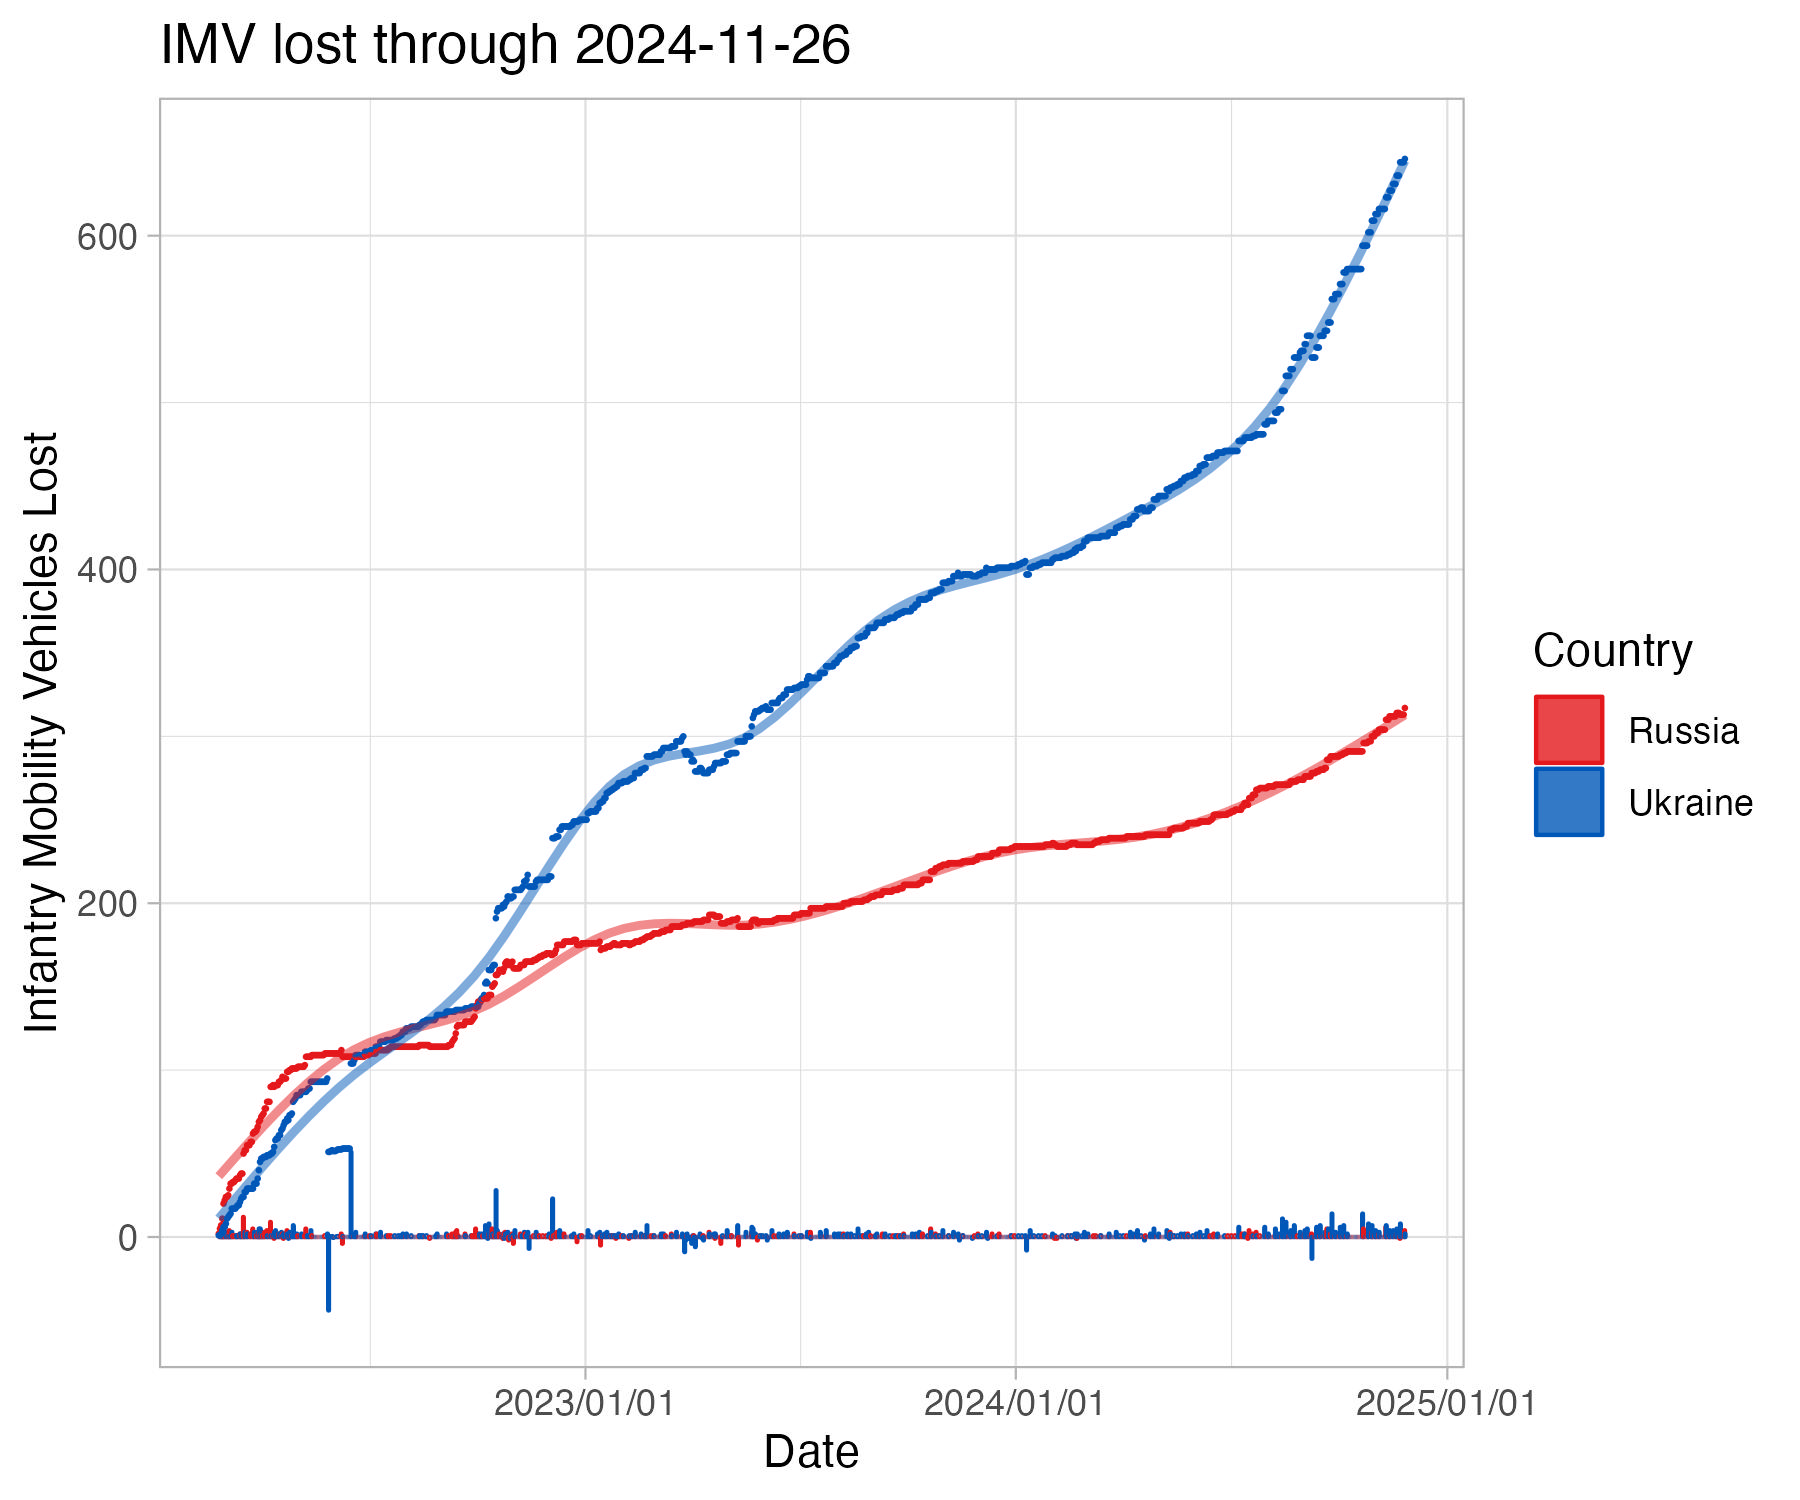 IMV lost through 2024-11-26
Infantry Mobility Vehicles Lost
600
400
200
0
2023/01/01
2024/01/01
2025/01/01
Date
Country
Russia
Ukraine